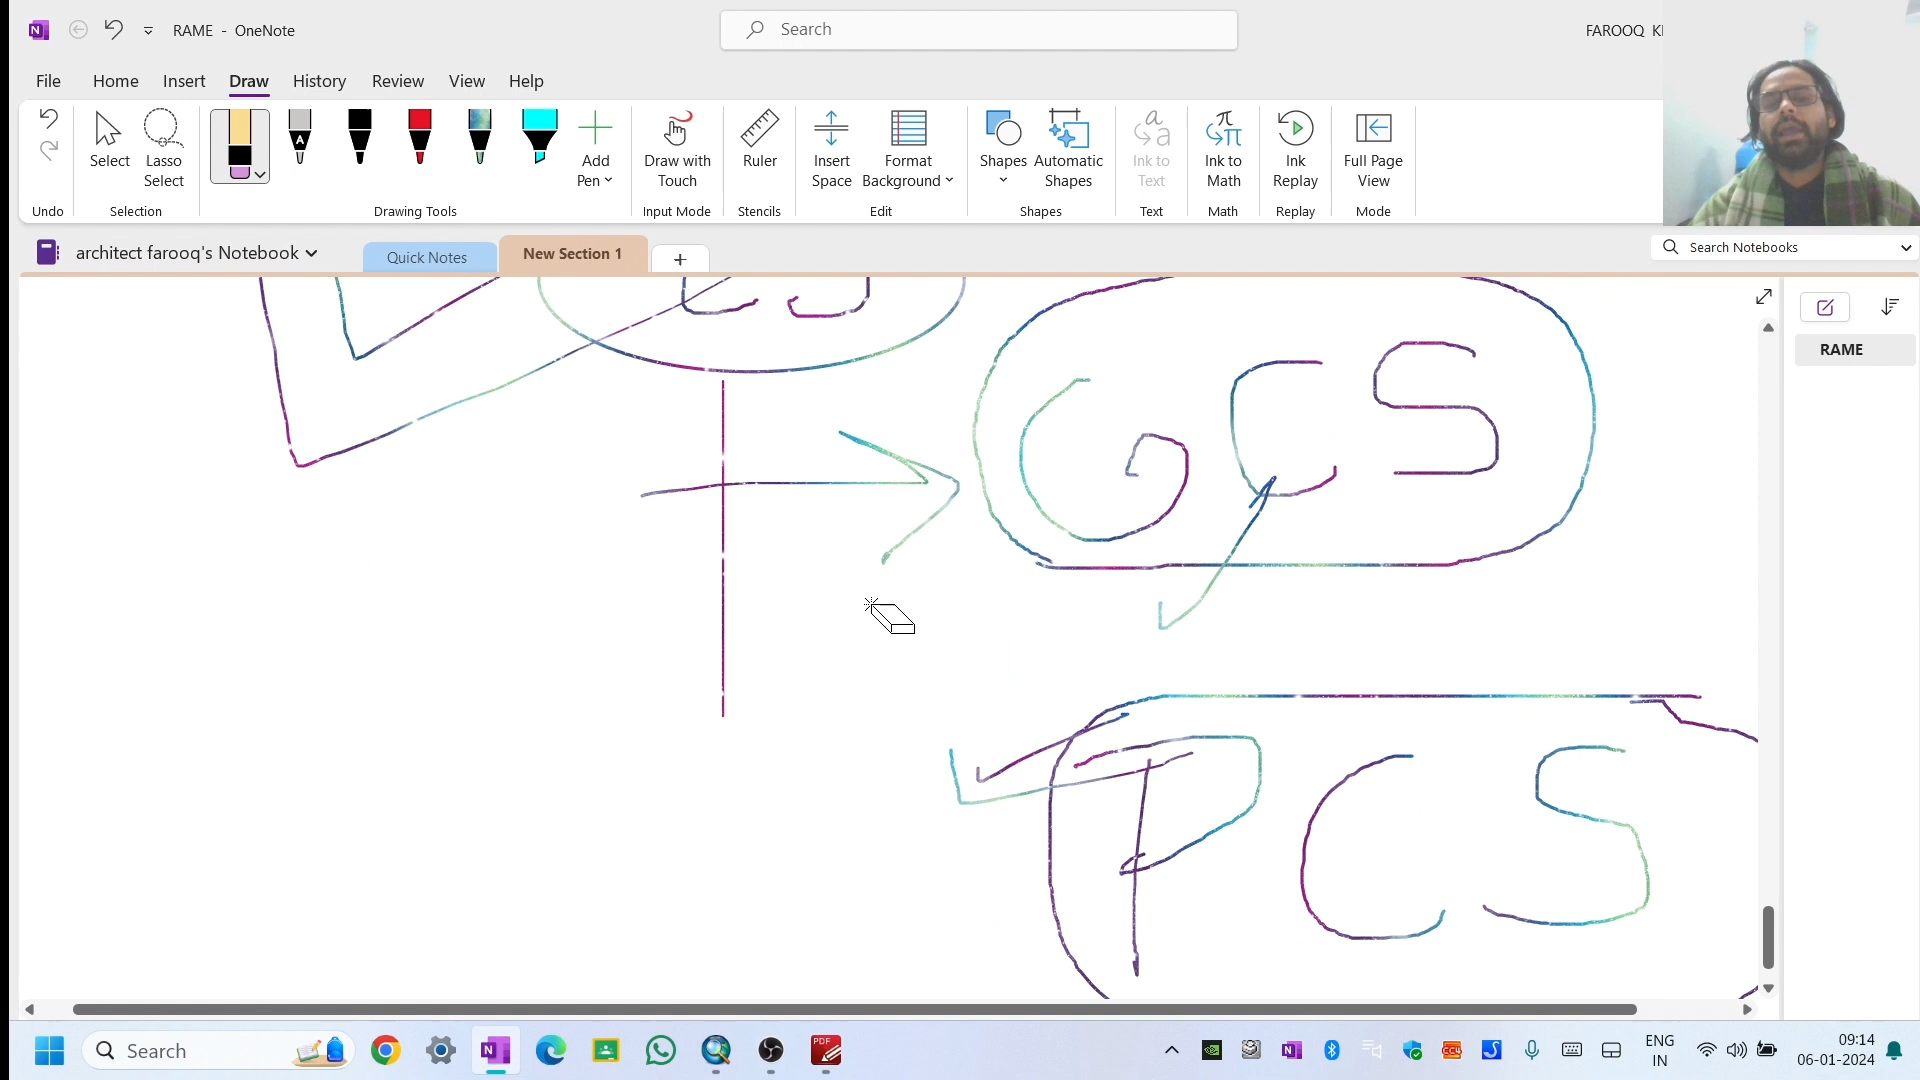 RAME - OneNote
Search
FAROOQ
File Home Insert Draw History Review View Help
Undo
Select
Lasso Select
Add Pen
Draw with Touch
Ruler
Insert Space
Format Background
Shapes
Automatic Shapes
Ink to Text
Ink to Math
Ink Replay
Full Page View
Selection
Drawing Tools
Input Mode
Stencils
Edit
Shapes
Text
Math
Replay
Mode
architect farooq's Notebook
Quick Notes
New Section 1
Search Notebooks
RAME
GCS
PCS
Search
ENG
IN
09:14
06-01-2024